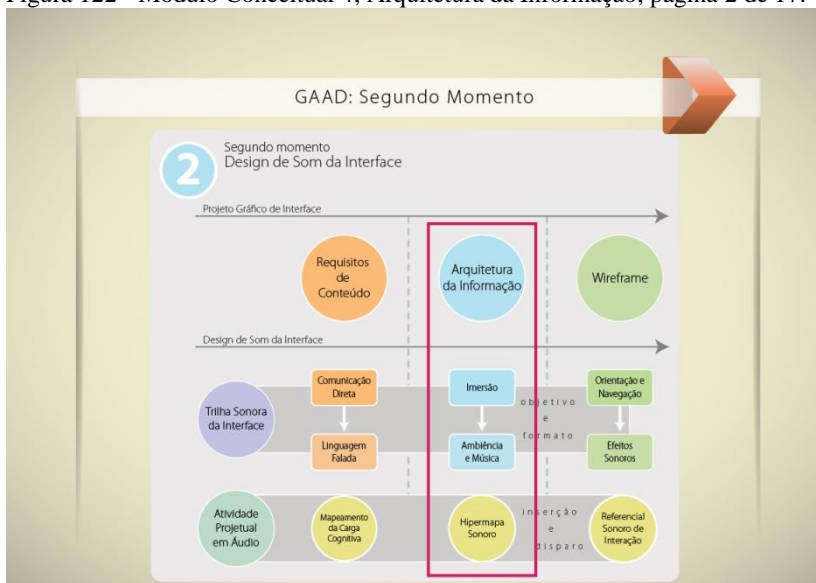 Figura 122 - Módulo Conceitual 4, Arquitetura da Informação, página 2 de 17.
GAAD: Segundo Momento
2
Segundo momento
Design de Som da Interface
Projeto Gráfico de Interface
Requisitos
de
Conteúdo
Arquitetura
da Informação
Wireframe
Design de Som da Interface
Trilha Sonora
da Interface
Comunicação
Direta
Linguagem
Falada
Imersão
Ambiência
e Música
objetivo
e
formato
Orientação e
Navegação
Efeitos
Sonoros
Atividade
Projetual
em Áudio
Mapeamento
da Carga
Cognitiva
Hipermapa
Sonoro
inserção
e
disparo
Referencial
Sonoro de
Interação